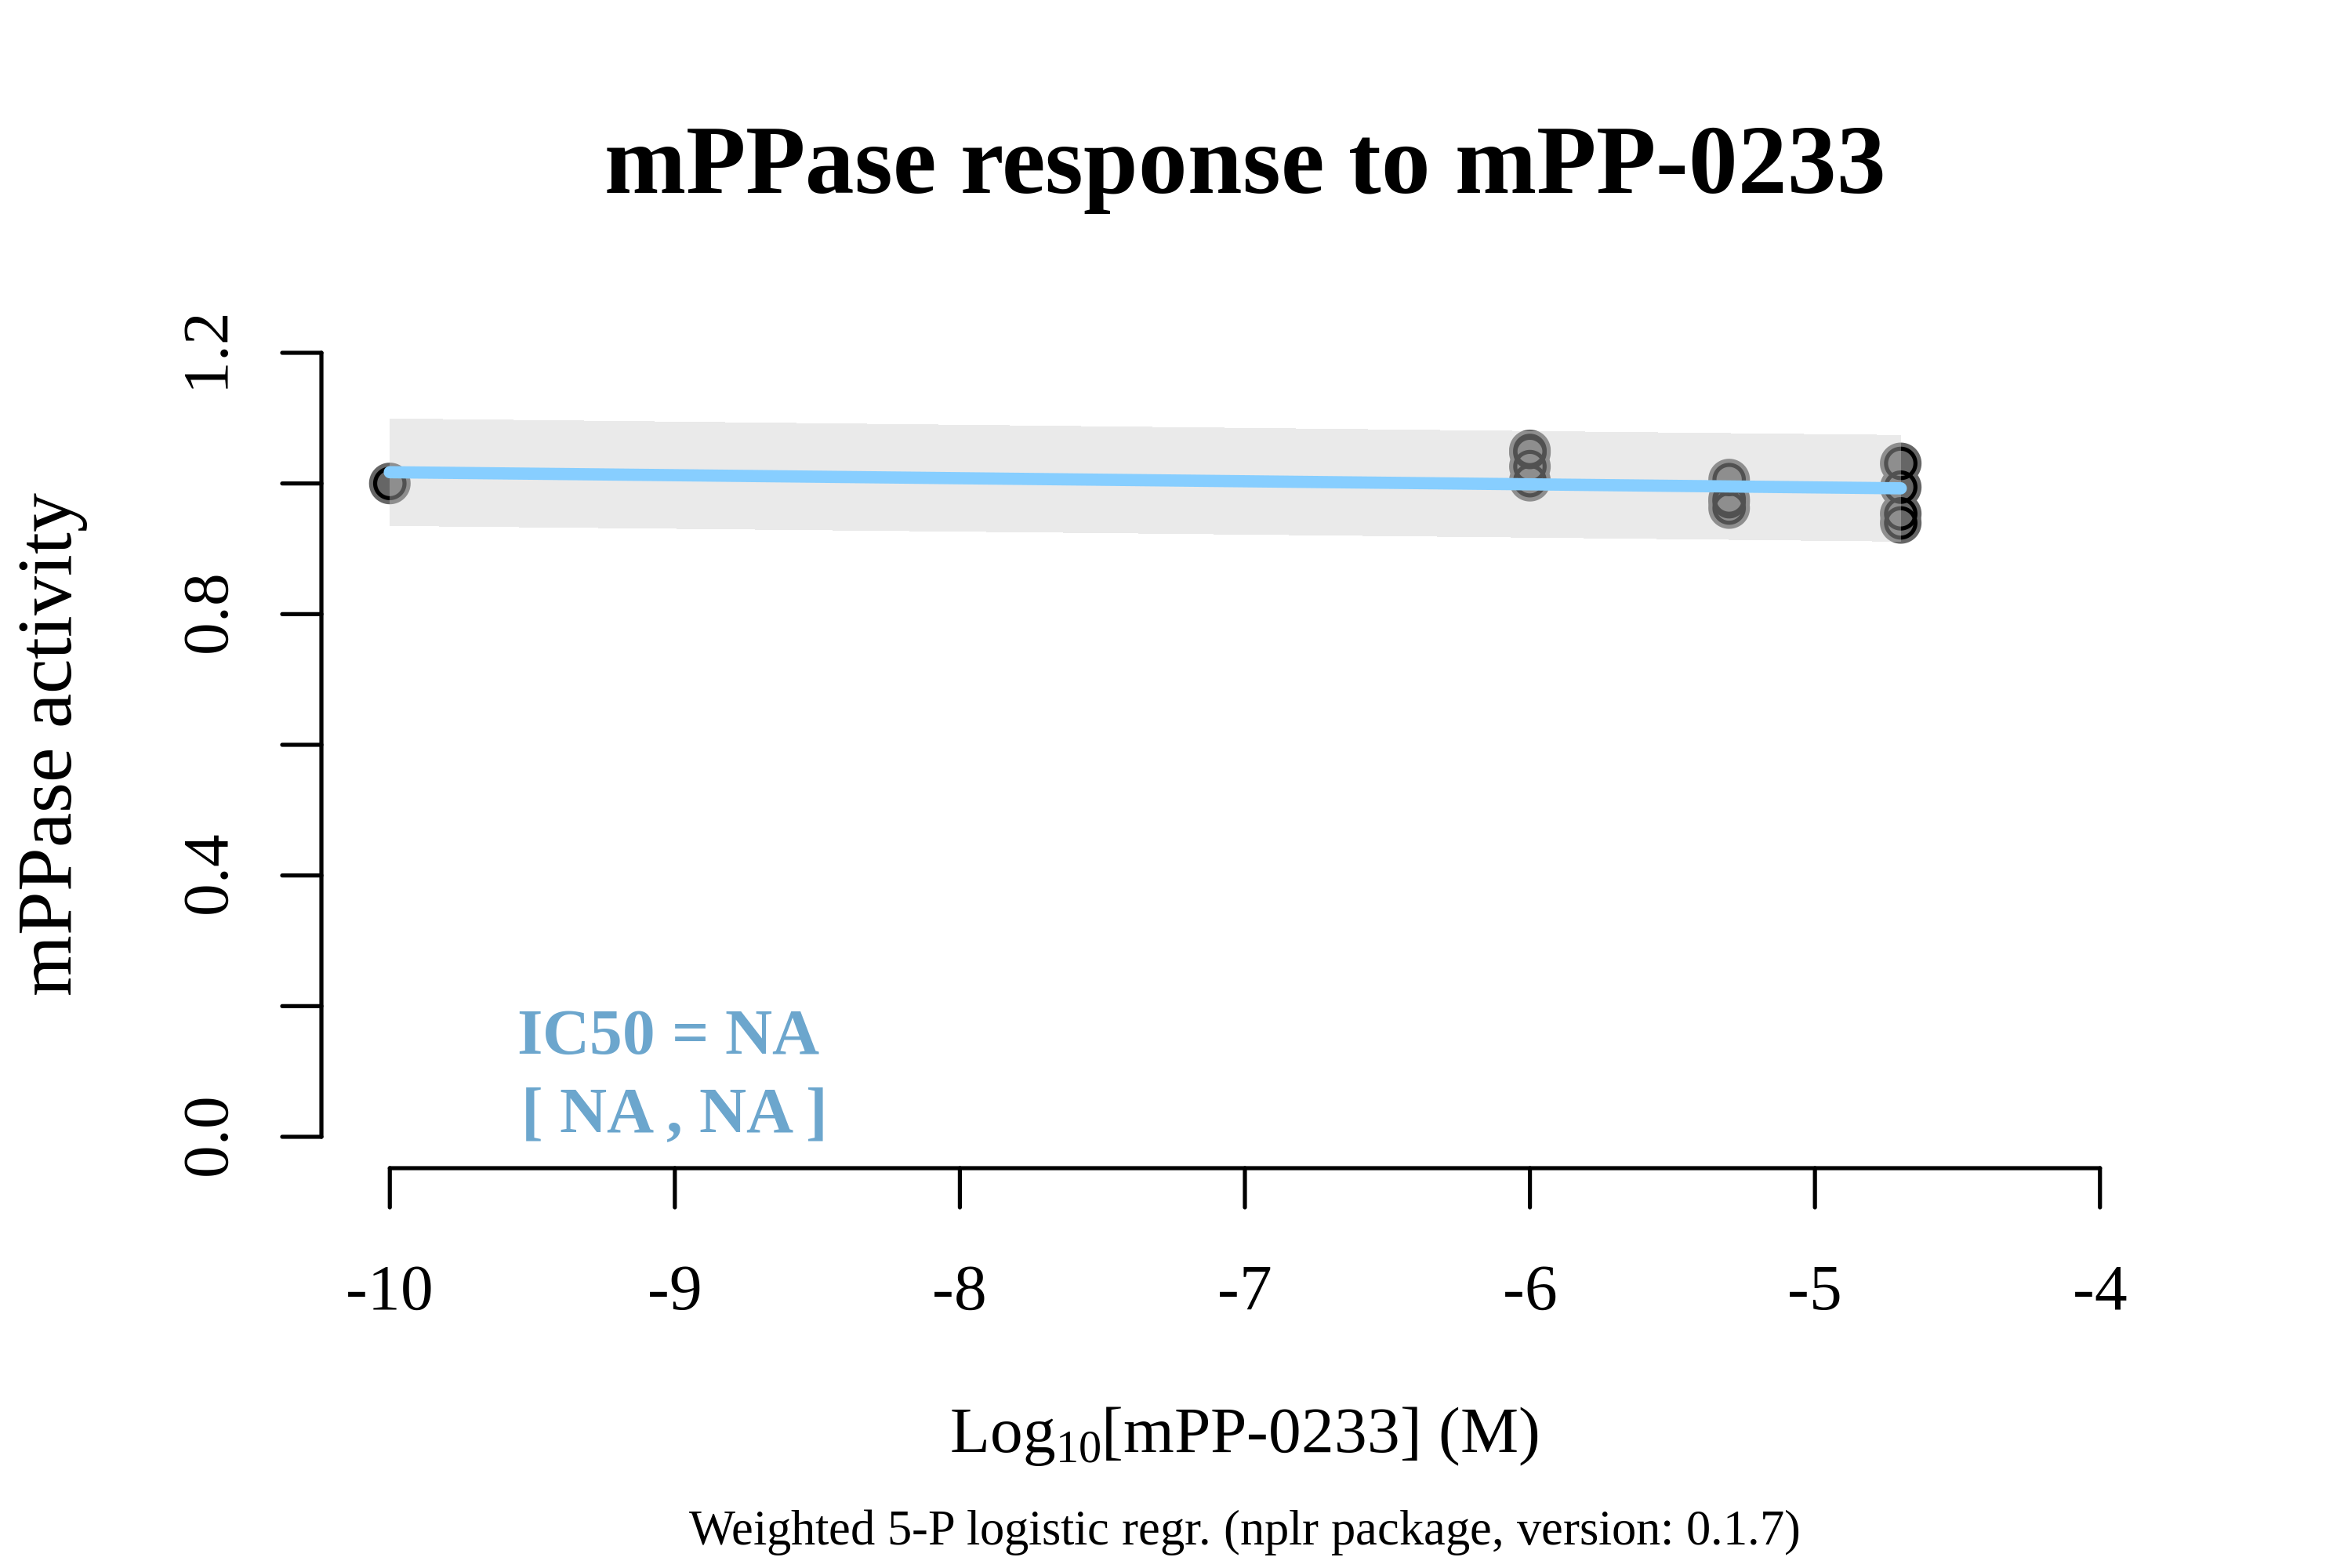 mPPase response to mPP-0233
mPPase activity
1.2
0.8
0.4
0.0
IC50 = NA
[ NA , NA ]
-10 -9 -8 -7 -6 -5 -4
Log10[mPP-0233] (M)
Weighted 5-P logistic regr. (nplr package, version: 0.1.7)